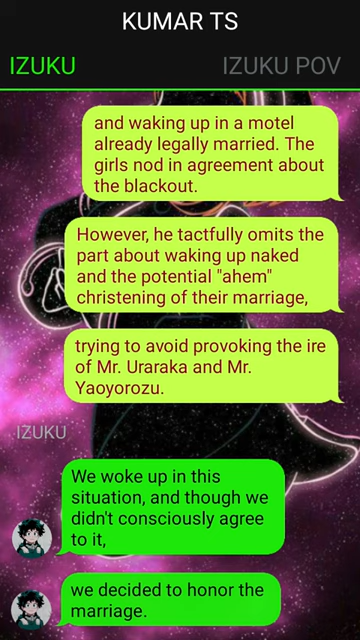 KUMAR TS
IZUKU IZUKU POV
and waking up in a motel
already legally married. The
girls nod in agreement about
the blackout.
However, he tactfully omits the
part about waking up naked
and the potential "ahem"
christening of their marriage,
trying to avoid provoking the ire
of Mr. Uraraka and Mr.
Yaoyorozu.
IZUKU
We woke up in this
situation, and though we
didn't consciously agree
to it,
we decided to honor the
marriage.